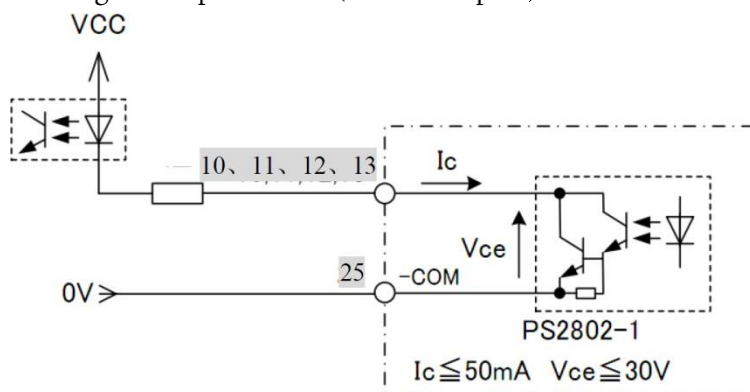 VCC
10、11、12、13
Ic
Vce
25
-COM
0V
PS2802-1
Ic≦50mA Vce≦30V